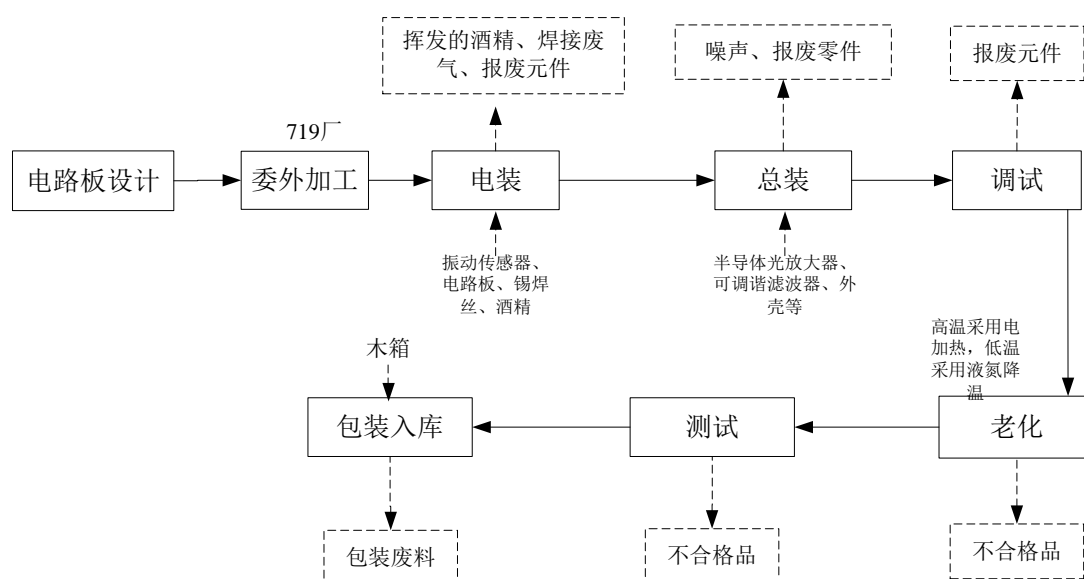 挥发的酒精、焊接废
气、报废元件
噪声、报废零件
报废元件
719厂
电路板设计
委外加工
电装
总装
调试
振动传感器、
电路板、锡焊
丝、酒精
半导体光放大器、
可调谐滤波器、外
壳等
高温采用电
加热，低温
采用液氮降
温
木箱
包装入库
测试
老化
包装废料
不合格品
不合格品